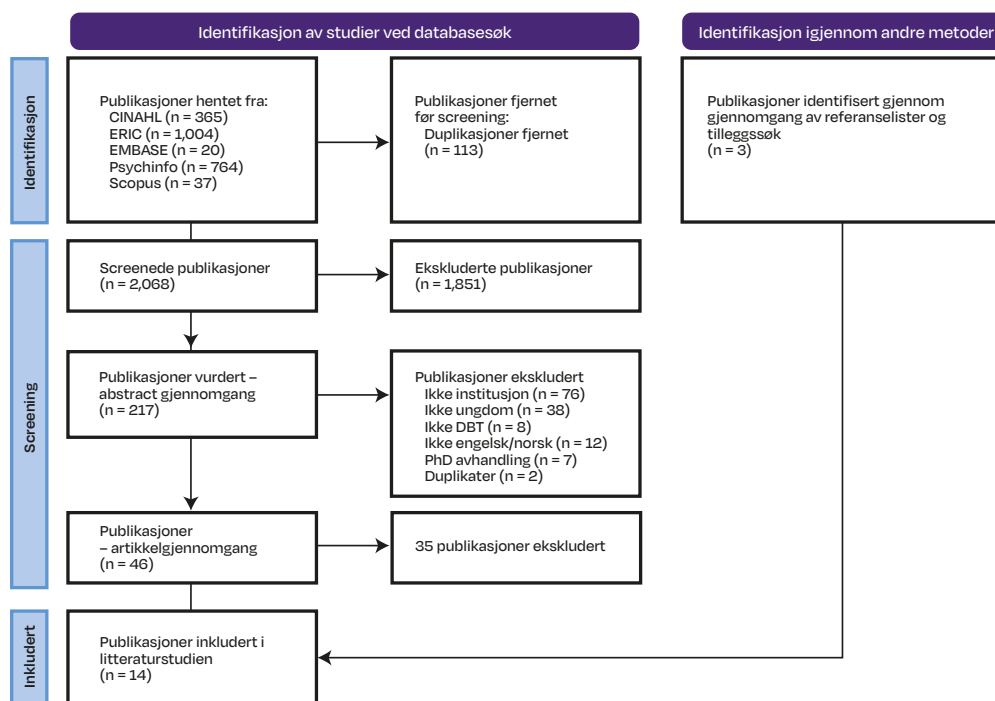 Identifikasjon av studier ved databasesøk
Identifikasjon igjennom andre metoder
Identifikasjon
Publikasjoner hentet fra:
CINAHL (n = 365)
ERIC (n = 1,004)
EMBASE (n = 20)
Psychinfo (n = 764)
Scopus (n = 37)
Publikasjoner fjernet
før screening:
Duplikasjoner fjernet
(n = 113)
Publikasjoner identifisert gjennom
gjennomgang av referanselister og
tilleggssøk
(n = 3)
Screening
Screenede publikasjoner
(n = 2,068)
Ekskluderte publikasjoner
(n = 1,851)
Publikasjoner vurdert –
abstract gjennomgang
(n = 217)
Publikasjoner ekskludert
Ikke institusjon (n = 76)
Ikke ungdom (n = 38)
Ikke DBT (n = 8)
Ikke engelsk/norsk (n = 12)
PhD avhandling (n = 7)
Duplikater (n = 2)
Publikasjoner
– artikkelgjennomgang
(n = 46)
35 publikasjoner ekskludert
Inkludert
Publikasjoner inkludert i
litteraturstudien
(n = 14)